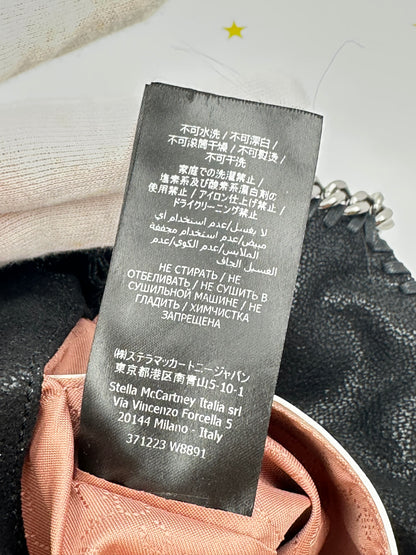 不可水洗 / 不可漂白 /
不可滾筒干燥 / 不可熨燙 /
不可干洗
家庭での洗濯禁止 /
塩素系及び酸素系漂白剤の
使用禁止 / アイロン仕上げ禁止 /
ドライクリーニング禁止
لا يغسل/عدم استخدام اي
مبيض/عدم استخدام مجففة
الملابس/عدم الكوي/عدم
الغسيل الجاف
НЕ СТИРАТЬ / НЕ
ОТБЕЛИВАТЬ / НЕ СУШИТЬ В
СУШИЛЬНОЙ МАШИНЕ / НЕ
ГЛАДИТЬ / ХИМЧИСТКА
ЗАПРЕЩЕНА
㈱ステラマッカートニージャパン
東京都港区南青山5-10-1
Stella McCartney Italia srl
Via Vincenzo Forcella 5
20144 Milano - Italy
371223 W8891